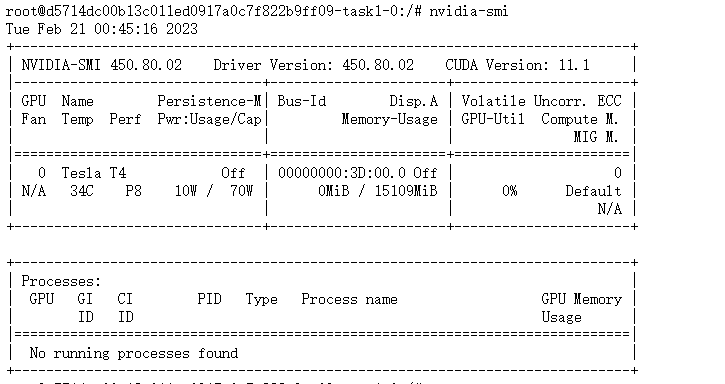 root@d5714dc00b13c011ed0917a0c7f822b9ff09-task1-0:/# nvidia-smi
Tue Feb 21 00:45:16 2023
+-----------------------------------------------------------------------------+
| NVIDIA-SMI 450.80.02    Driver Version: 450.80.02    CUDA Version: 11.1     |
|-------------------------------+----------------------+----------------------+
| GPU  Name        Persistence-M| Bus-Id        Disp.A | Volatile Uncorr. ECC |
| Fan  Temp  Perf  Pwr:Usage/Cap|         Memory-Usage | GPU-Util  Compute M. |
|                               |                      |               MIG M. |
|===============================+======================+======================|
|   0  Tesla T4            Off  | 00000000:3D:00.0 Off |                    0 |
| N/A   34C    P8    10W /  70W |      0MiB / 15109MiB |      0%      Default |
|                               |                      |                  N/A |
+-------------------------------+----------------------+----------------------+
+-----------------------------------------------------------------------------+
| Processes:                                                                  |
|  GPU   GI   CI        PID   Type   Process name                  GPU Memory |
|        ID   ID                                                   Usage      |
|=============================================================================|
|  No running processes found                                                 |
+-----------------------------------------------------------------------------+